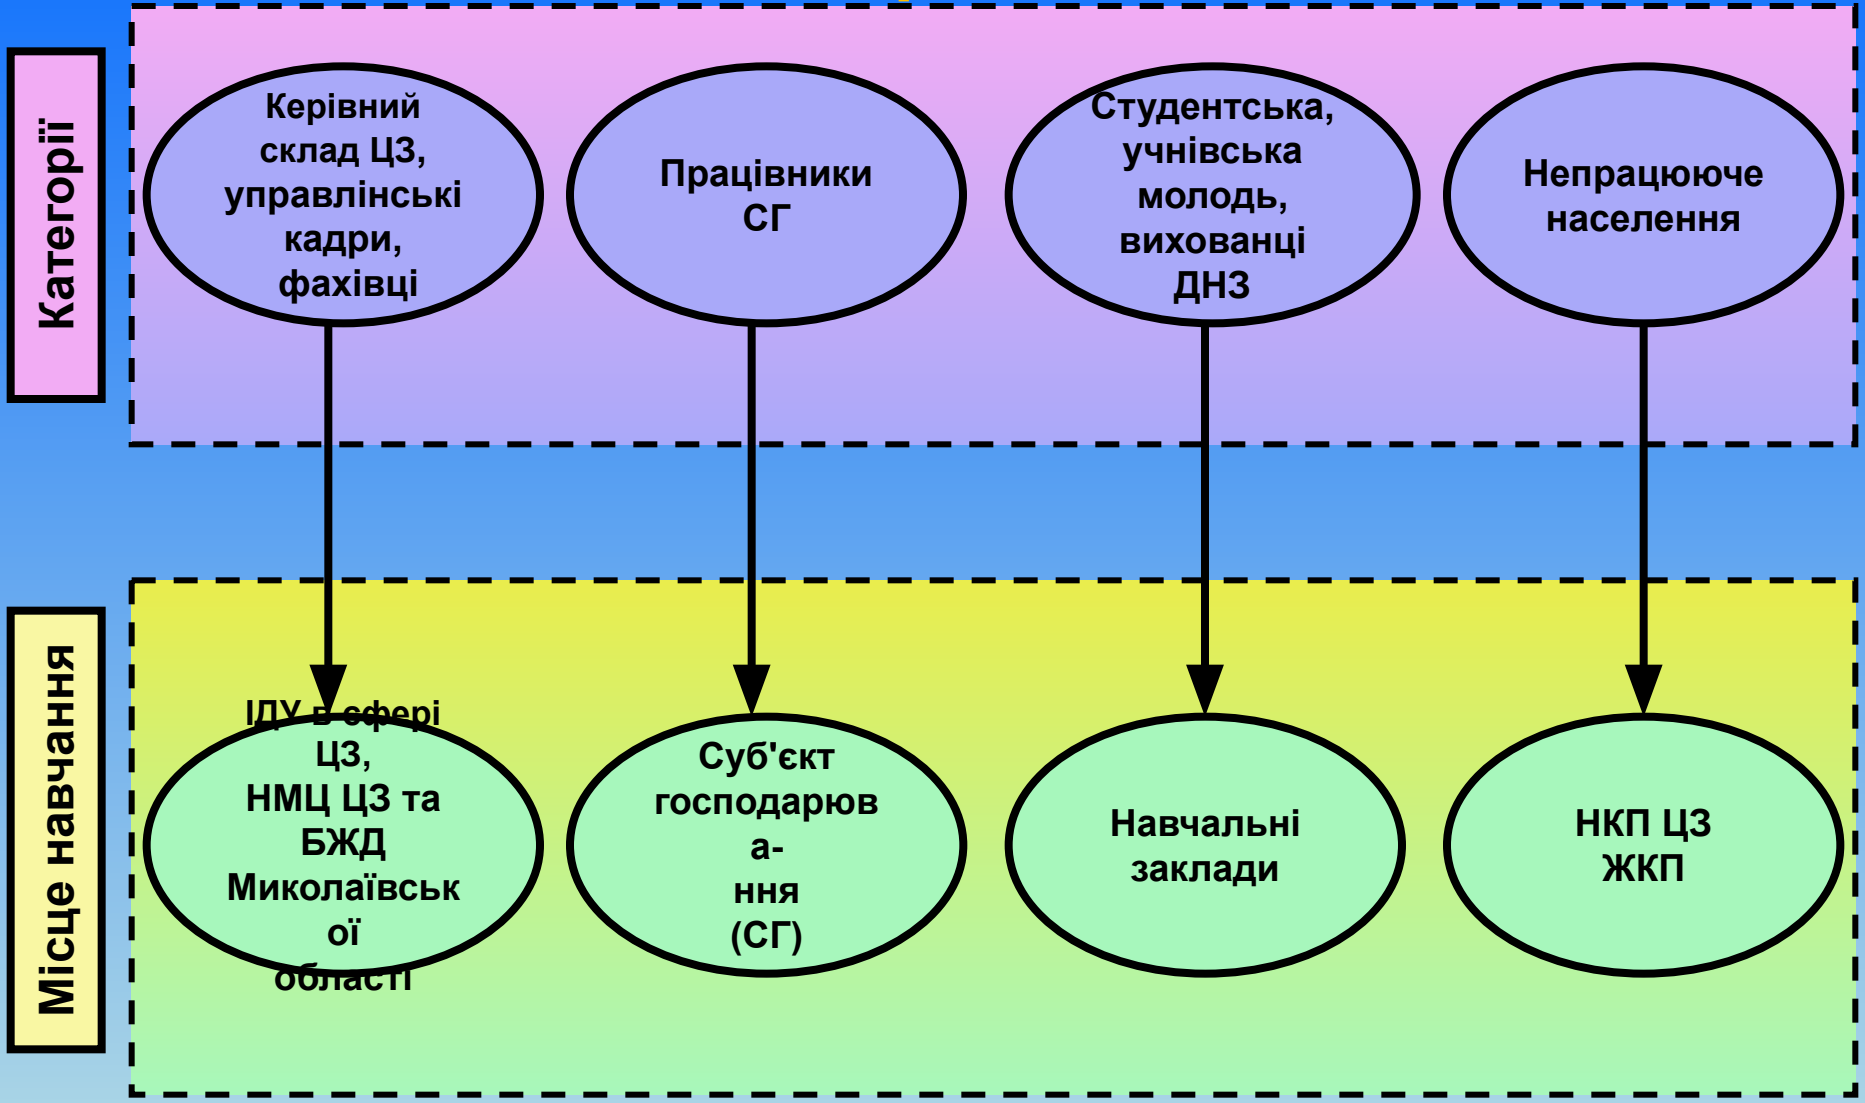 Категорії
Керівний
склад ЦЗ,
управлінські
кадри,
фахівці
Працівники
СГ
Студентська,
учнівська
молодь,
вихованці
ДНЗ
Непрацююче
населення
Місце навчання
ІДУ в сфері
ЦЗ,
НМЦ ЦЗ та
БЖД
Миколаївськ
ої
області
Суб'єкт
господарюв
а-
ння
(СГ)
Навчальні
заклади
НКП ЦЗ
ЖКП